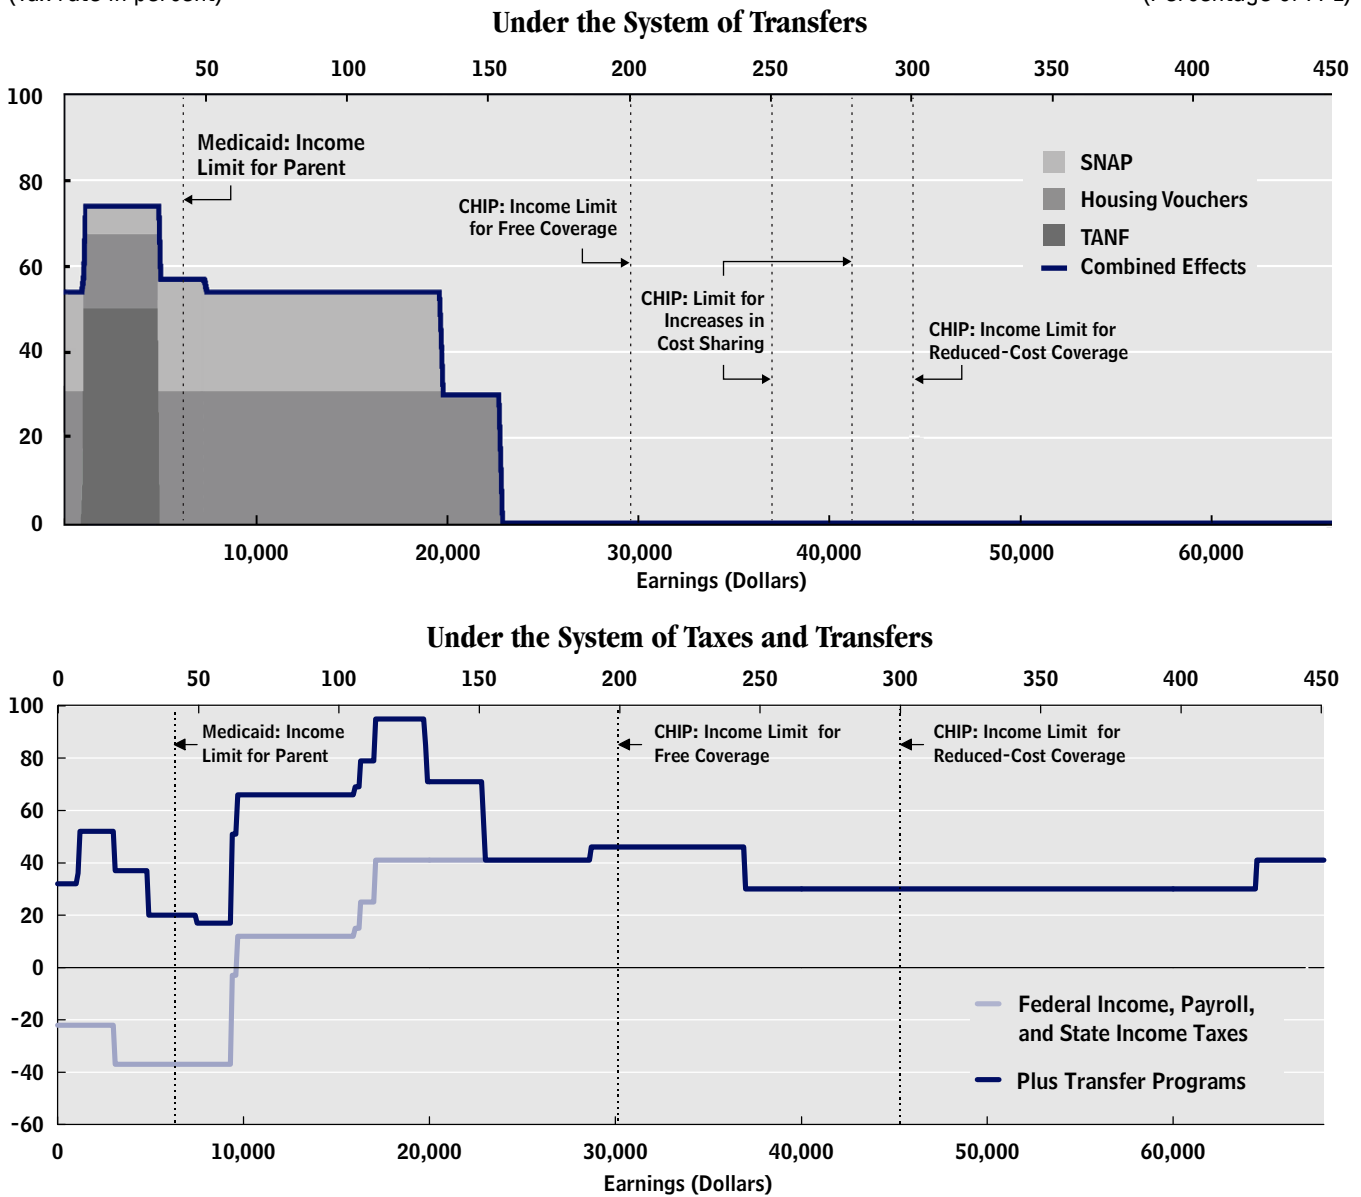 (Tax rate in percent) (Percentage of FPL)
Under the System of Transfers
50 100 150 200 250 300 350 400 450
100
80
60
40
20
0
Medicaid: Income
Limit for Parent
CHIP: Income Limit
for Free Coverage
CHIP: Limit for
Increases in
Cost Sharing
CHIP: Income Limit for
Reduced-Cost Coverage
SNAP
Housing Vouchers
TANF
Combined Effects
10,000 20,000 30,000 40,000 50,000 60,000
Earnings (Dollars)
Under the System of Taxes and Transfers
0 50 100 150 200 250 300 350 400 450
100
80
60
40
20
0
-20
-40
-60
Medicaid: Income
Limit for Parent
CHIP: Income Limit for
Free Coverage
CHIP: Income Limit for
Reduced-Cost Coverage
Federal Income, Payroll,
and State Income Taxes
Plus Transfer Programs
0 10,000 20,000 30,000 40,000 50,000 60,000
Earnings (Dollars)